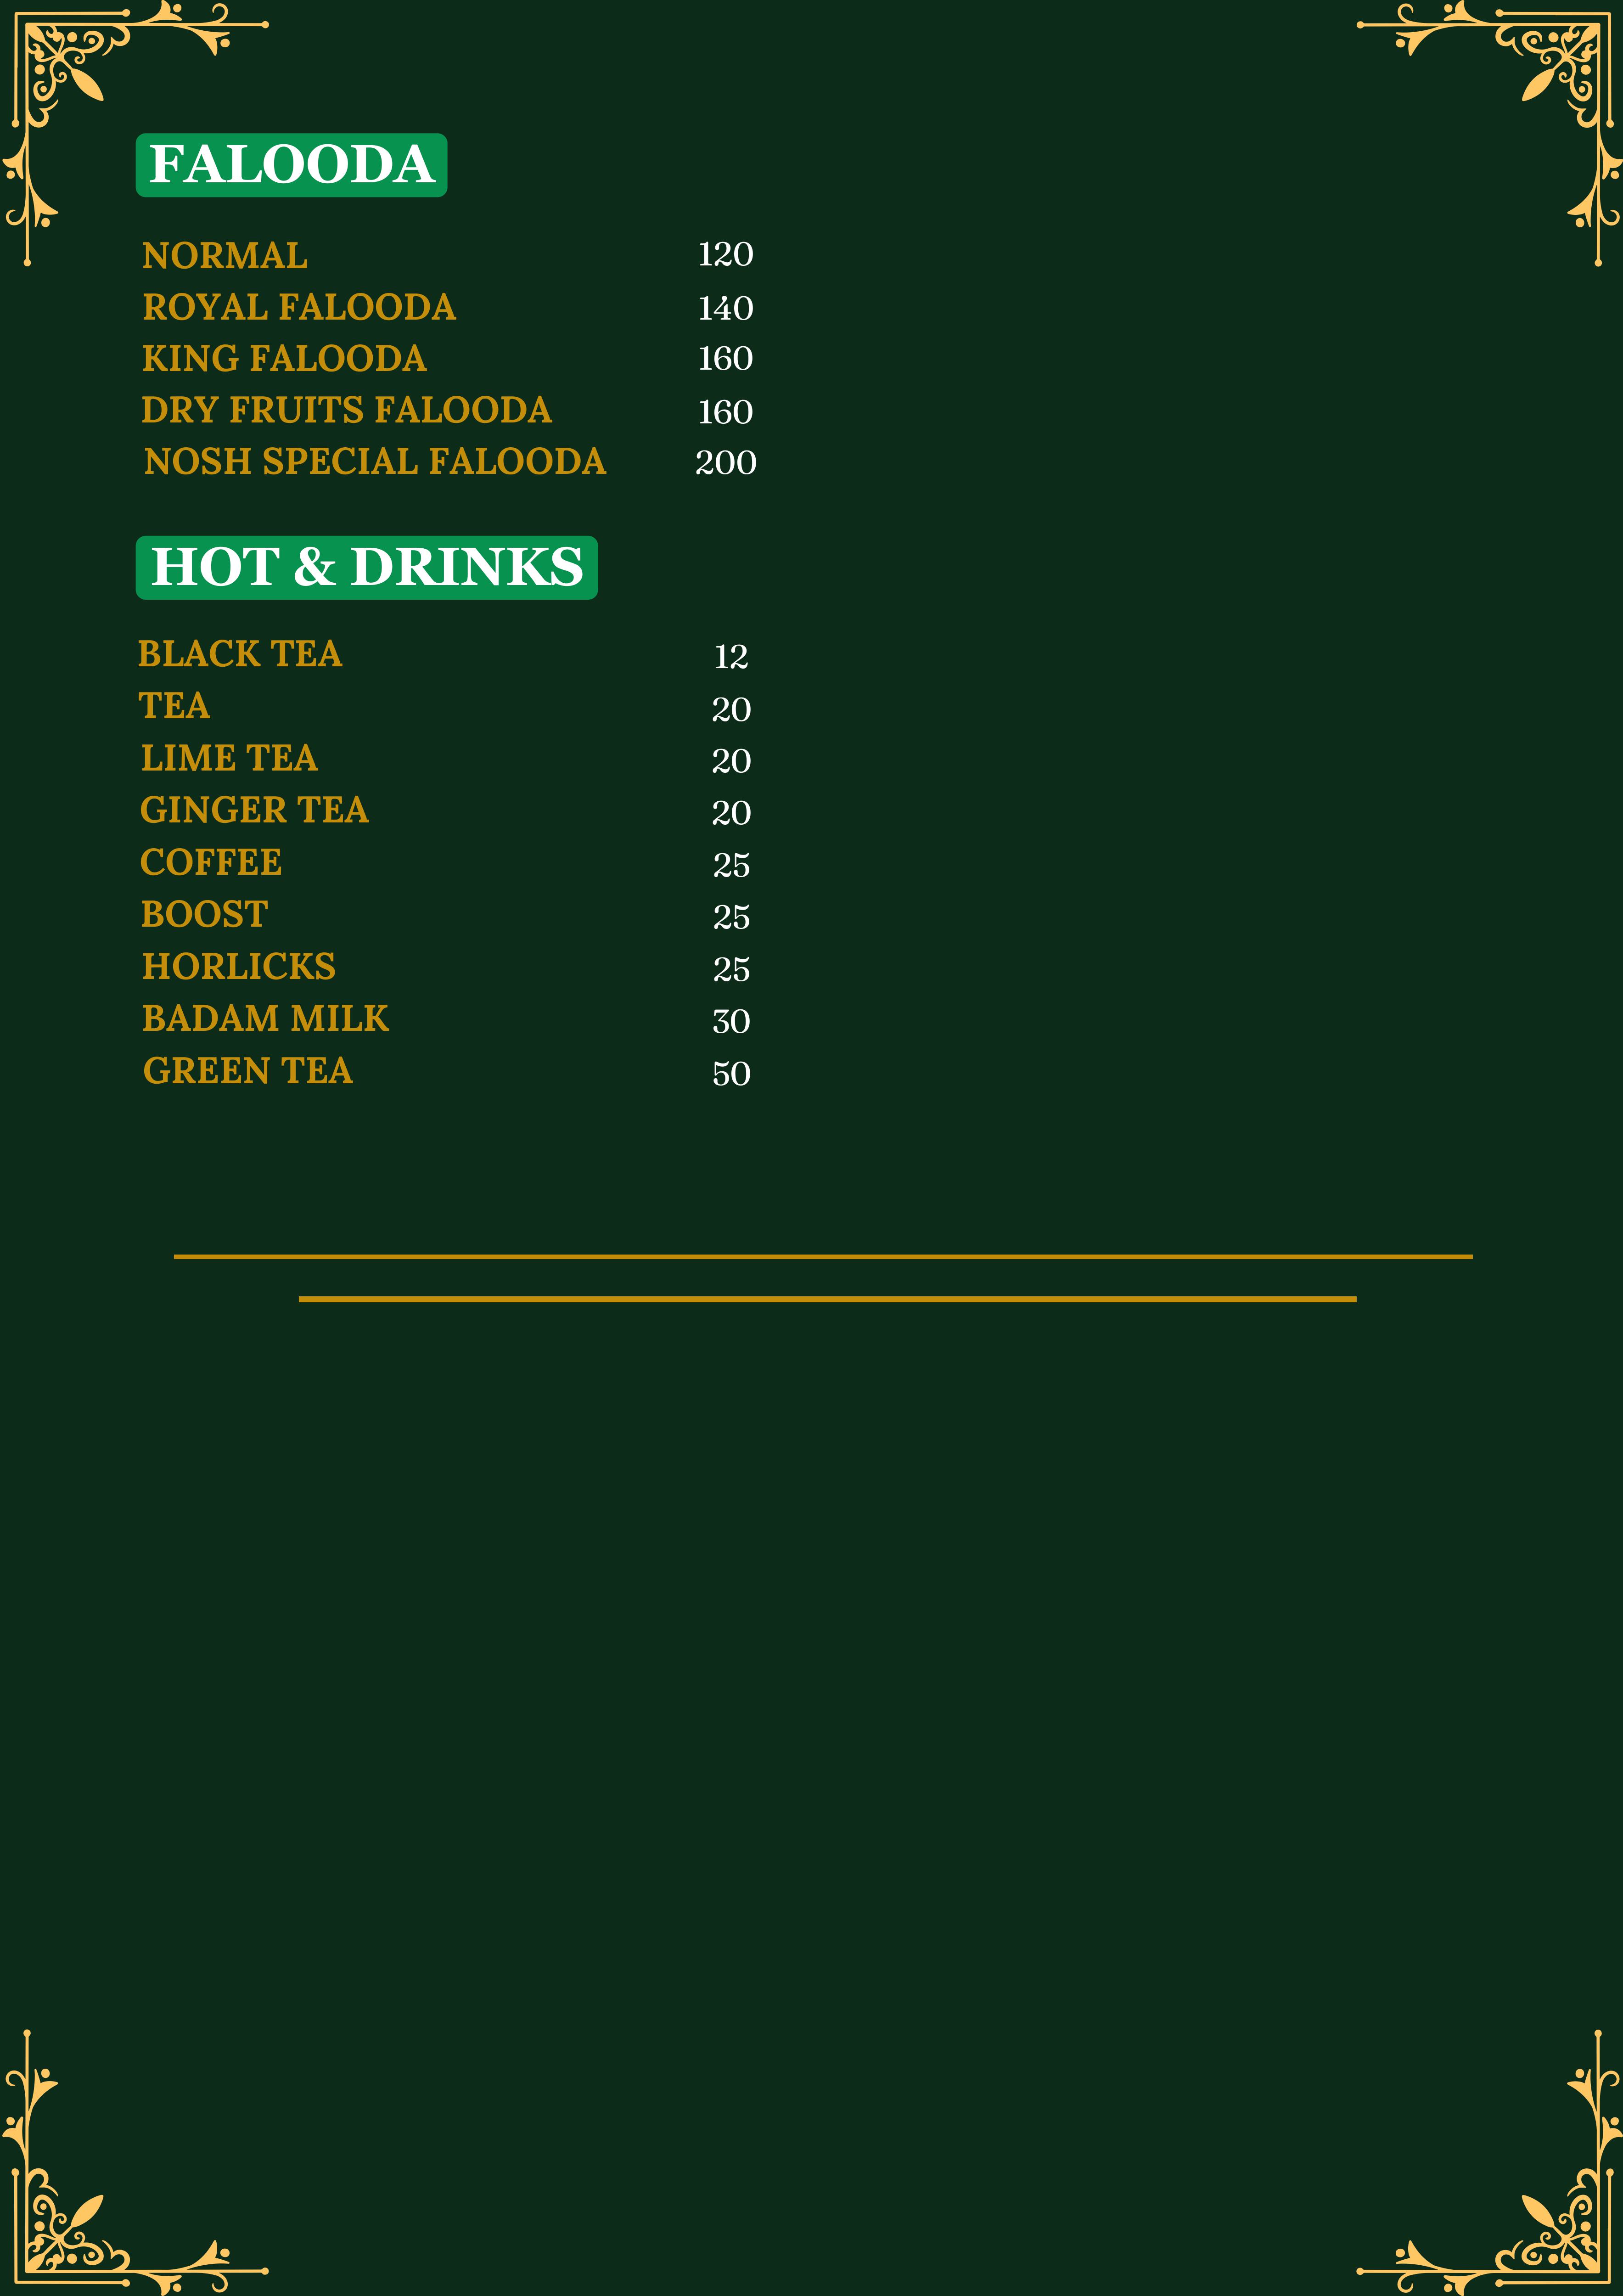 FALOODA
NORMAL 120
ROYAL FALOODA 140
KING FALOODA 160
DRY FRUITS FALOODA 160
NOSH SPECIAL FALOODA 200
HOT & DRINKS
BLACK TEA 12
TEA 20
LIME TEA 20
GINGER TEA 20
COFFEE 25
BOOST 25
HORLICKS 25
BADAM MILK 30
GREEN TEA 50